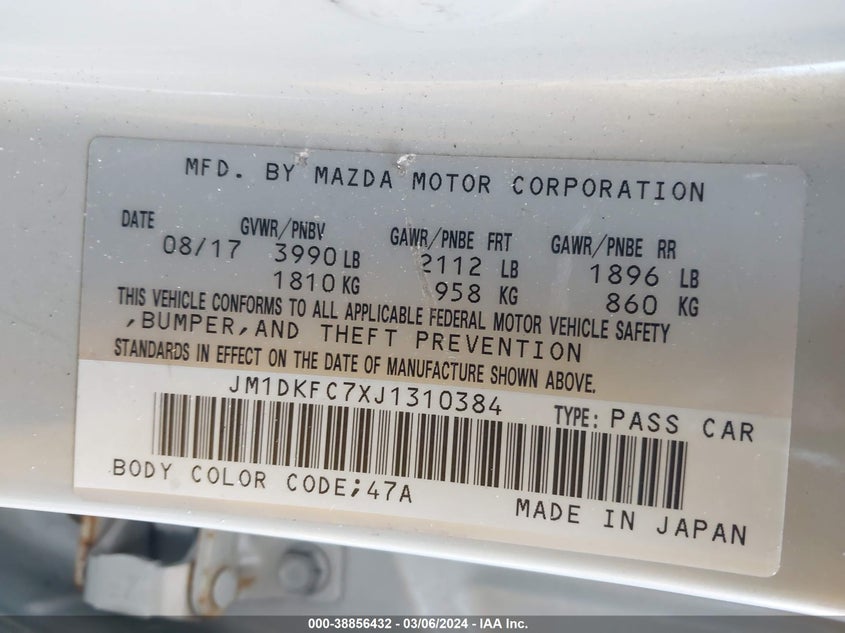 MFD. BY MAZDA MOTOR CORPORATION
DATE GVWR/PNBV GAWR/PNBE FRT GAWR/PNBE RR
08/17 3990 LB 2112 LB 1896 LB
1810 KG 958 KG 860 KG
THIS VEHICLE CONFORMS TO ALL APPLICABLE FEDERAL MOTOR VEHICLE SAFETY
,BUMPER,AND THEFT PREVENTION
STANDARDS IN EFFECT ON THE DATE OF MANUFACTURE SHOWN ABOVE.
JM1DKFC7XJ1310384 TYPE: PASS CAR
BODY COLOR CODE;47A
MADE IN JAPAN
000-38856432 - 03/06/2024 - IAA Inc.